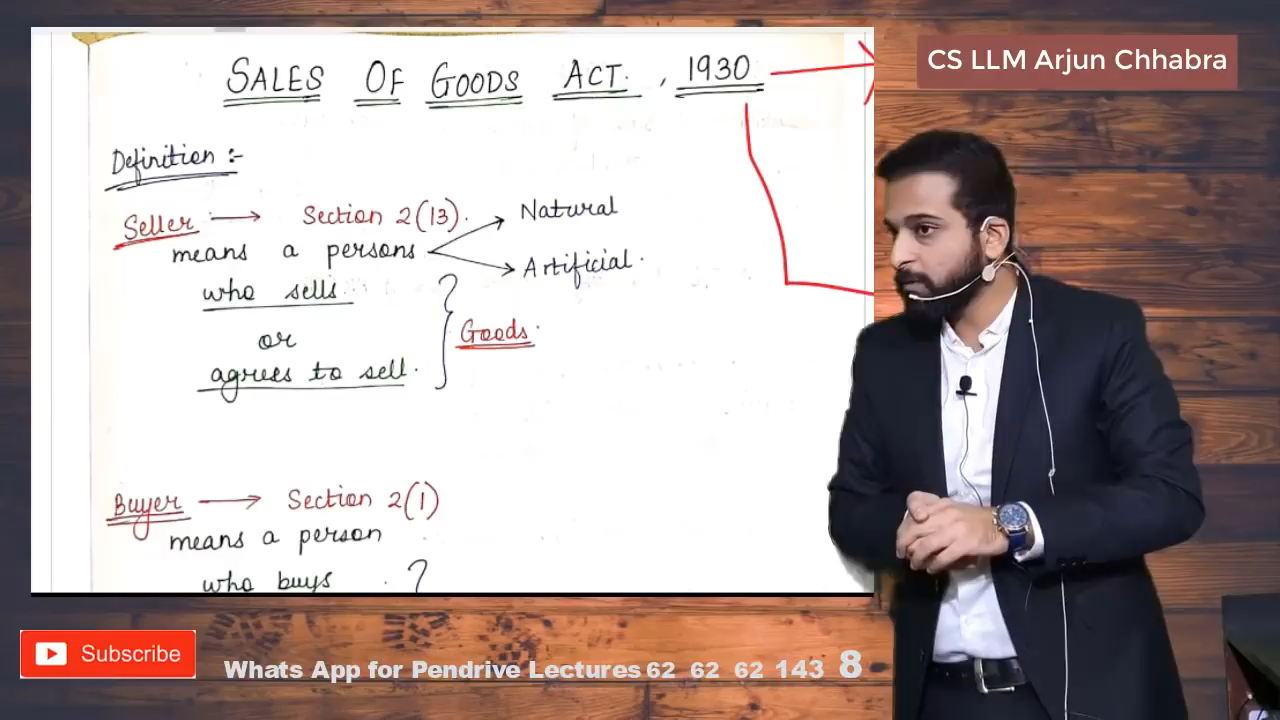 SALES OF GOODS ACT. , 1930
CS LLM Arjun Chhabra
Definition :-
Seller → Section 2(13).
Natural
means a persons
Artificial.
who sells
or
Goods.
agrees to sell.
Buyer → Section 2(1)
means a person
who buys
Subscribe
Whats App for Pendrive Lectures 62 62 62 143 8